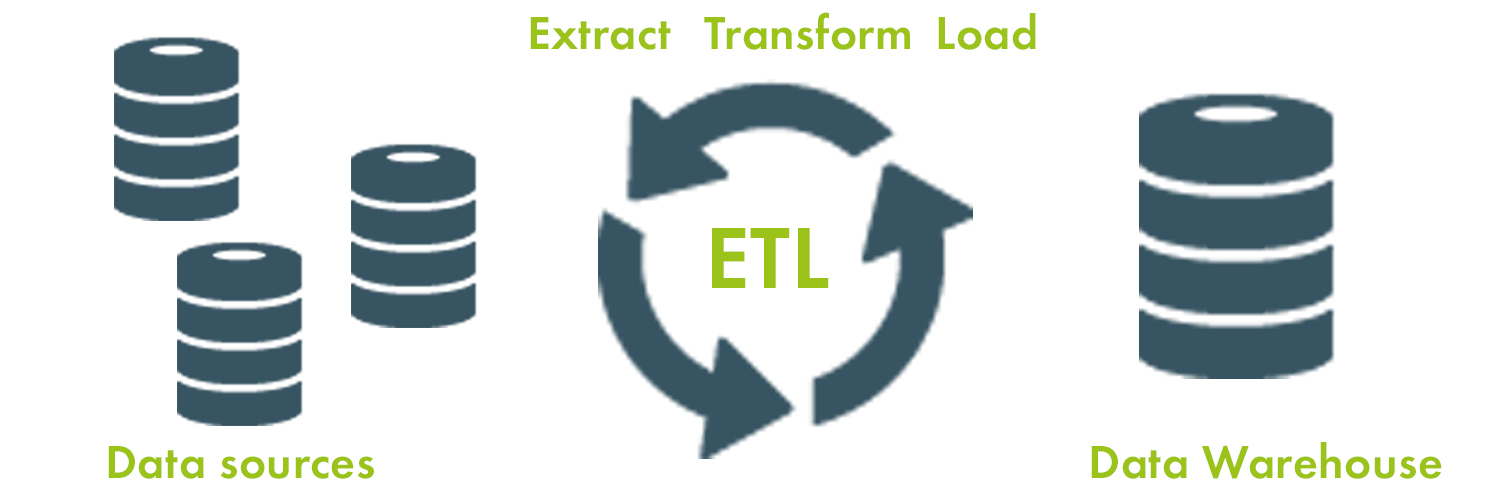 Extract Transform Load
ETL
Data sources
Data Warehouse